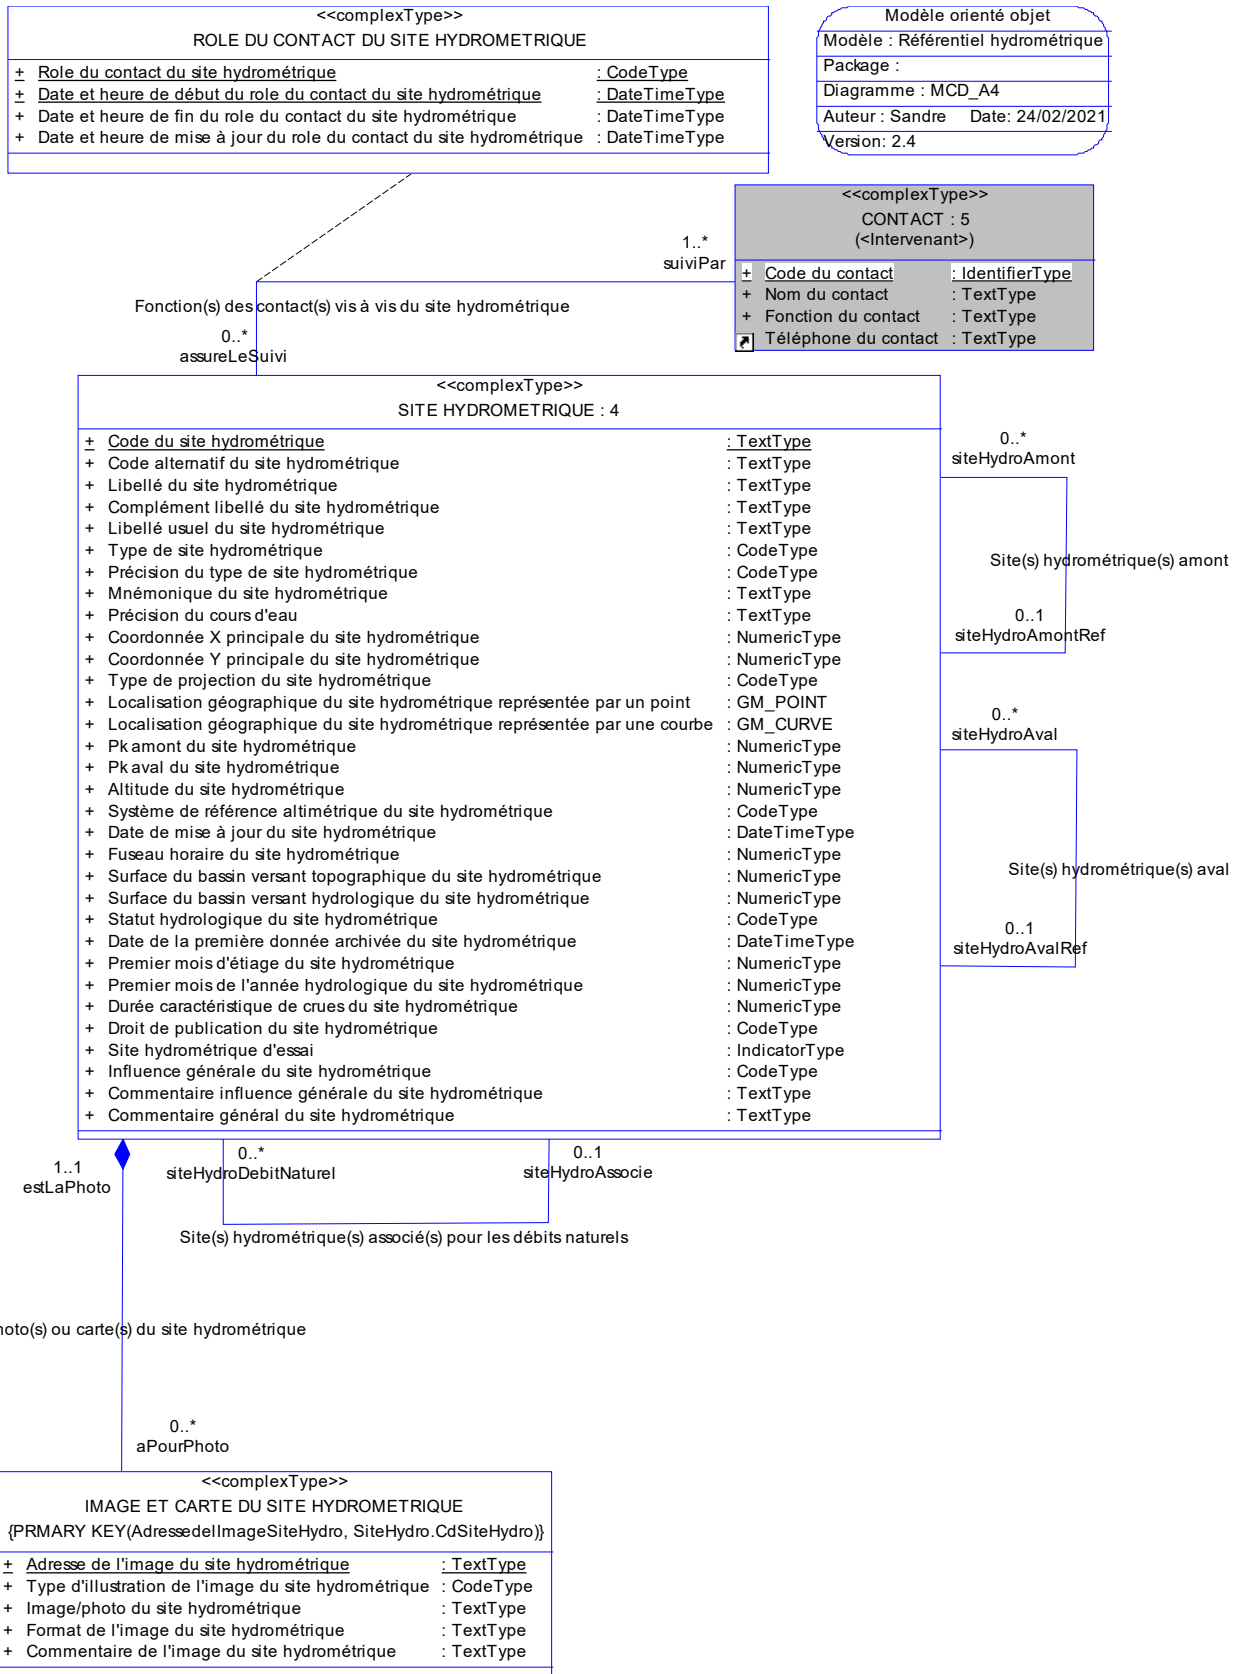 <<complexType>>
ROLE DU CONTACT DU SITE HYDROMETRIQUE
+ Role du contact du site hydrométrique : CodeType
+ Date et heure de début du role du contact du site hydrométrique : DateTimeType
+ Date et heure de fin du role du contact du site hydrométrique : DateTimeType
+ Date et heure de mise à jour du role du contact du site hydrométrique : DateTimeType
Modèle orienté objet
Modèle : Référentiel hydrométrique
Package :
Diagramme : MCD_A4
Auteur : Sandre Date: 24/02/2021
Version: 2.4
<<complexType>>
CONTACT : 5
(<Intervenant>)
+ Code du contact : IdentifierType
+ Nom du contact : TextType
+ Fonction du contact : TextType
Téléphone du contact : TextType
1..*
suiviPar
Fonction(s) des contact(s) vis à vis du site hydrométrique
0..*
assureLeSuivi
<<complexType>>
SITE HYDROMETRIQUE : 4
+ Code du site hydrométrique : TextType
+ Code alternatif du site hydrométrique : TextType
+ Libellé du site hydrométrique : TextType
+ Complément libellé du site hydrométrique : TextType
+ Libellé usuel du site hydrométrique : TextType
+ Type de site hydrométrique : CodeType
+ Précision du type de site hydrométrique : CodeType
+ Mnémonique du site hydrométrique : TextType
+ Précision du cours d'eau : TextType
+ Coordonnée X principale du site hydrométrique : NumericType
+ Coordonnée Y principale du site hydrométrique : NumericType
+ Type de projection du site hydrométrique : CodeType
+ Localisation géographique du site hydrométrique représentée par un point : GM_POINT
+ Localisation géographique du site hydrométrique représentée par une courbe : GM_CURVE
+ Pk amont du site hydrométrique : NumericType
+ Pk aval du site hydrométrique : NumericType
+ Altitude du site hydrométrique : NumericType
+ Système de référence altimétrique du site hydrométrique : CodeType
+ Date de mise à jour du site hydrométrique : DateTimeType
+ Fuseau horaire du site hydrométrique : NumericType
+ Surface du bassin versant topographique du site hydrométrique : NumericType
+ Surface du bassin versant hydrologique du site hydrométrique : NumericType
+ Statut hydrologique du site hydrométrique : CodeType
+ Date de la première donnée archivée du site hydrométrique : DateTimeType
+ Premier mois d'étiage du site hydrométrique : NumericType
+ Premier mois de l'année hydrologique du site hydrométrique : NumericType
+ Durée caractéristique de crues du site hydrométrique : NumericType
+ Droit de publication du site hydrométrique : CodeType
+ Site hydrométrique d'essai : IndicatorType
+ Influence générale du site hydrométrique : CodeType
+ Commentaire influence générale du site hydrométrique : TextType
+ Commentaire général du site hydrométrique : TextType
0..*
siteHydroAmont
Site(s) hydrométrique(s) amont
0..1
siteHydroAmontRef
0..*
siteHydroAval
Site(s) hydrométrique(s) aval
0..1
siteHydroAvalRef
1..1
estLaPhoto
0..*
siteHydroDebitNaturel
0..1
siteHydroAssocie
Site(s) hydrométrique(s) associé(s) pour les débits naturels
hoto(s) ou carte(s) du site hydrométrique
0..*
aPourPhoto
<<complexType>>
IMAGE ET CARTE DU SITE HYDROMETRIQUE
{PRMARY KEY(AdressedelImageSiteHydro, SiteHydro.CdSiteHydro)}
+ Adresse de l'image du site hydrométrique : TextType
+ Type d'illustration de l'image du site hydrométrique : CodeType
+ Image/photo du site hydrométrique : TextType
+ Format de l'image du site hydrométrique : TextType
+ Commentaire de l'image du site hydrométrique : TextType